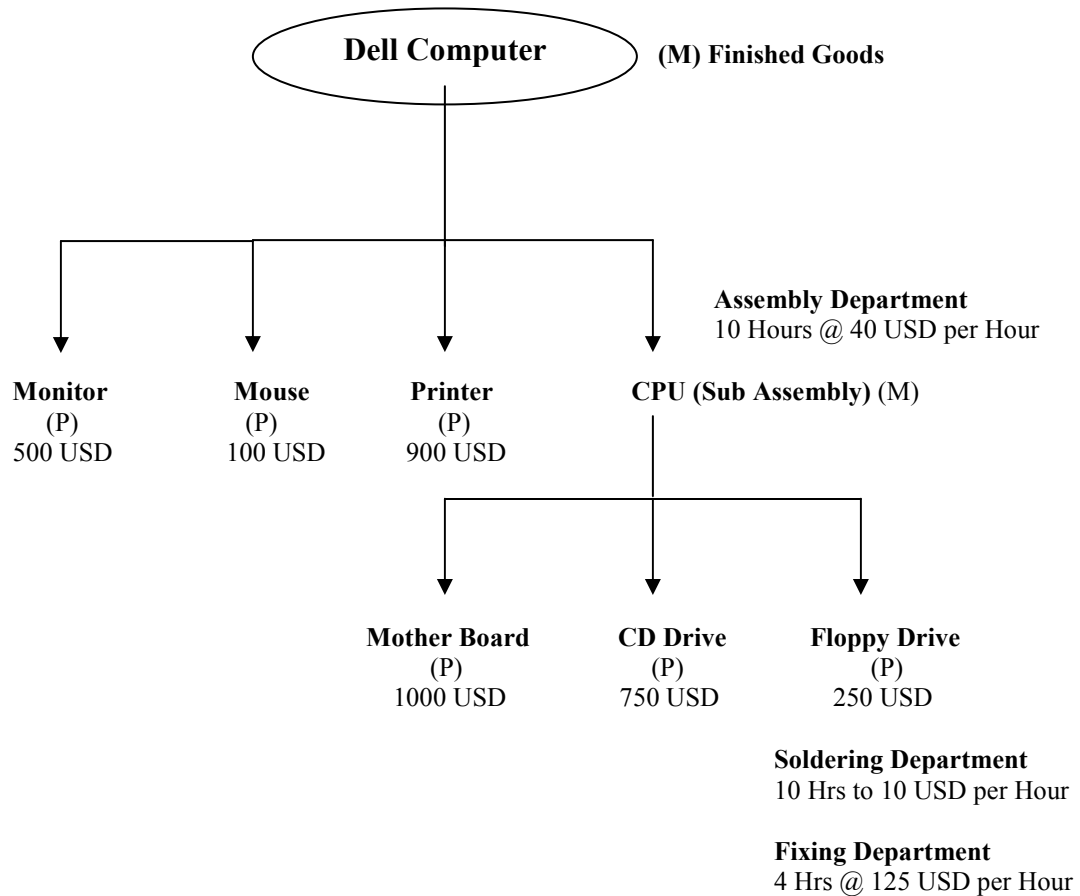 Dell Computer
(M) Finished Goods
Assembly Department
10 Hours @ 40 USD per Hour
Monitor
(P)
500 USD
Mouse
(P)
100 USD
Printer
(P)
900 USD
CPU (Sub Assembly) (M)
Mother Board
(P)
1000 USD
CD Drive
(P)
750 USD
Floppy Drive
(P)
250 USD
Soldering Department
10 Hrs to 10 USD per Hour
Fixing Department
4 Hrs @ 125 USD per Hour